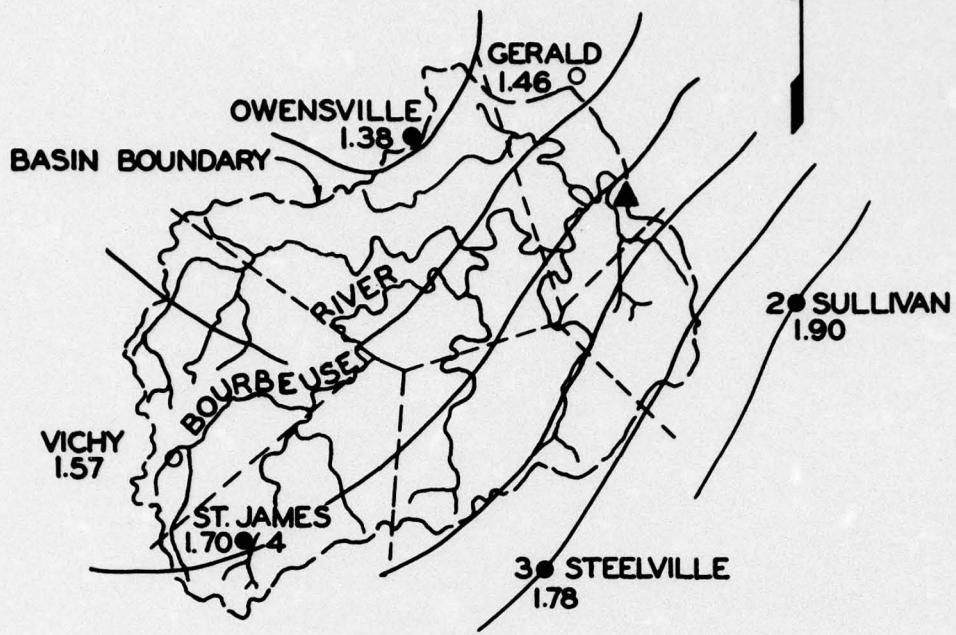 GERALD
1.46
OWENSVILLE
1.38
BASIN BOUNDARY
RIVER
BOURBEUSE
2 SULLIVAN
1.90
VICHY
1.57
ST. JAMES
1.70 4
3 STEELVILLE
1.78